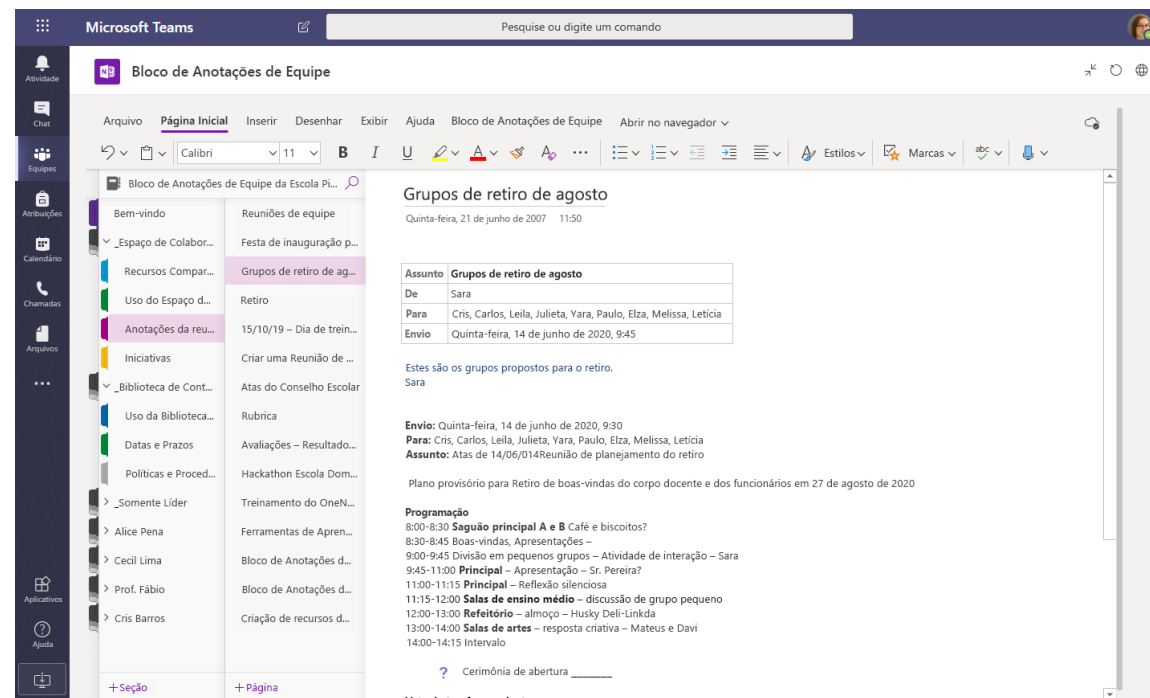 Microsoft Teams
Pesquise ou digite um comando
Atividade
Chat
Equipes
Atribuições
Calendário
Chamadas
Arquivos
Aplicativos
Ajuda
Bloco de Anotações de Equipe
Arquivo Página Inicial Inserir Desenhar Exibir Ajuda Bloco de Anotações de Equipe Abrir no navegador
Calibri 11 B I U A A Estilos Marcas abc
Bloco de Anotações de Equipe da Escola Pi...
Bem-vindo
_Espaço de Colabor...
Recursos Compar...
Uso do Espaço d...
Anotações da reu...
Iniciativas
_Biblioteca de Cont...
Uso da Biblioteca...
Datas e Prazos
Políticas e Proced...
_Somente Líder
Alice Pena
Cecil Lima
Prof. Fábio
Cris Barros
+Seção
Reuniões de equipe
Festa de inauguração p...
Grupos de retiro de ag...
Retiro
15/10/19 – Dia de trein...
Criar uma Reunião de ...
Atas do Conselho Escolar
Rubrica
Avaliações – Resultado...
Hackathon Escola Dom...
Treinamento do OneN...
Ferramentas de Apren...
Bloco de Anotações d...
Bloco de Anotações d...
Criação de recursos d...
+Página
Grupos de retiro de agosto
Quinta-feira, 21 de junho de 2007 11:50
Assunto Grupos de retiro de agosto
De Sara
Para Cris, Carlos, Leila, Julieta, Yara, Paulo, Elza, Melissa, Letícia
Envio Quinta-feira, 14 de junho de 2020, 9:45
Estes são os grupos propostos para o retiro.
Sara
Envio: Quinta-feira, 14 de junho de 2020, 9:30
Para: Cris, Carlos, Leila, Julieta, Yara, Paulo, Elza, Melissa, Letícia
Assunto: Atas de 14/06/014Reunião de planejamento do retiro
Plano provisório para Retiro de boas-vindas do corpo docente e dos funcionários em 27 de agosto de 2020
Programação
8:00-8:30 Saguão principal A e B Café e biscoitos?
8:30-8:45 Boas-vindas, Apresentações –
9:00-9:45 Divisão em pequenos grupos – Atividade de interação – Sara
9:45-11:00 Principal – Apresentação – Sr. Pereira?
11:00-11:15 Principal – Reflexão silenciosa
11:15-12:00 Salas de ensino médio – discussão de grupo pequeno
12:00-13:00 Refeitório – almoço – Husky Deli-Linkda
13:00-14:00 Salas de artes – resposta criativa – Mateus e Davi
14:00-14:15 Intervalo
? Cerimônia de abertura _______